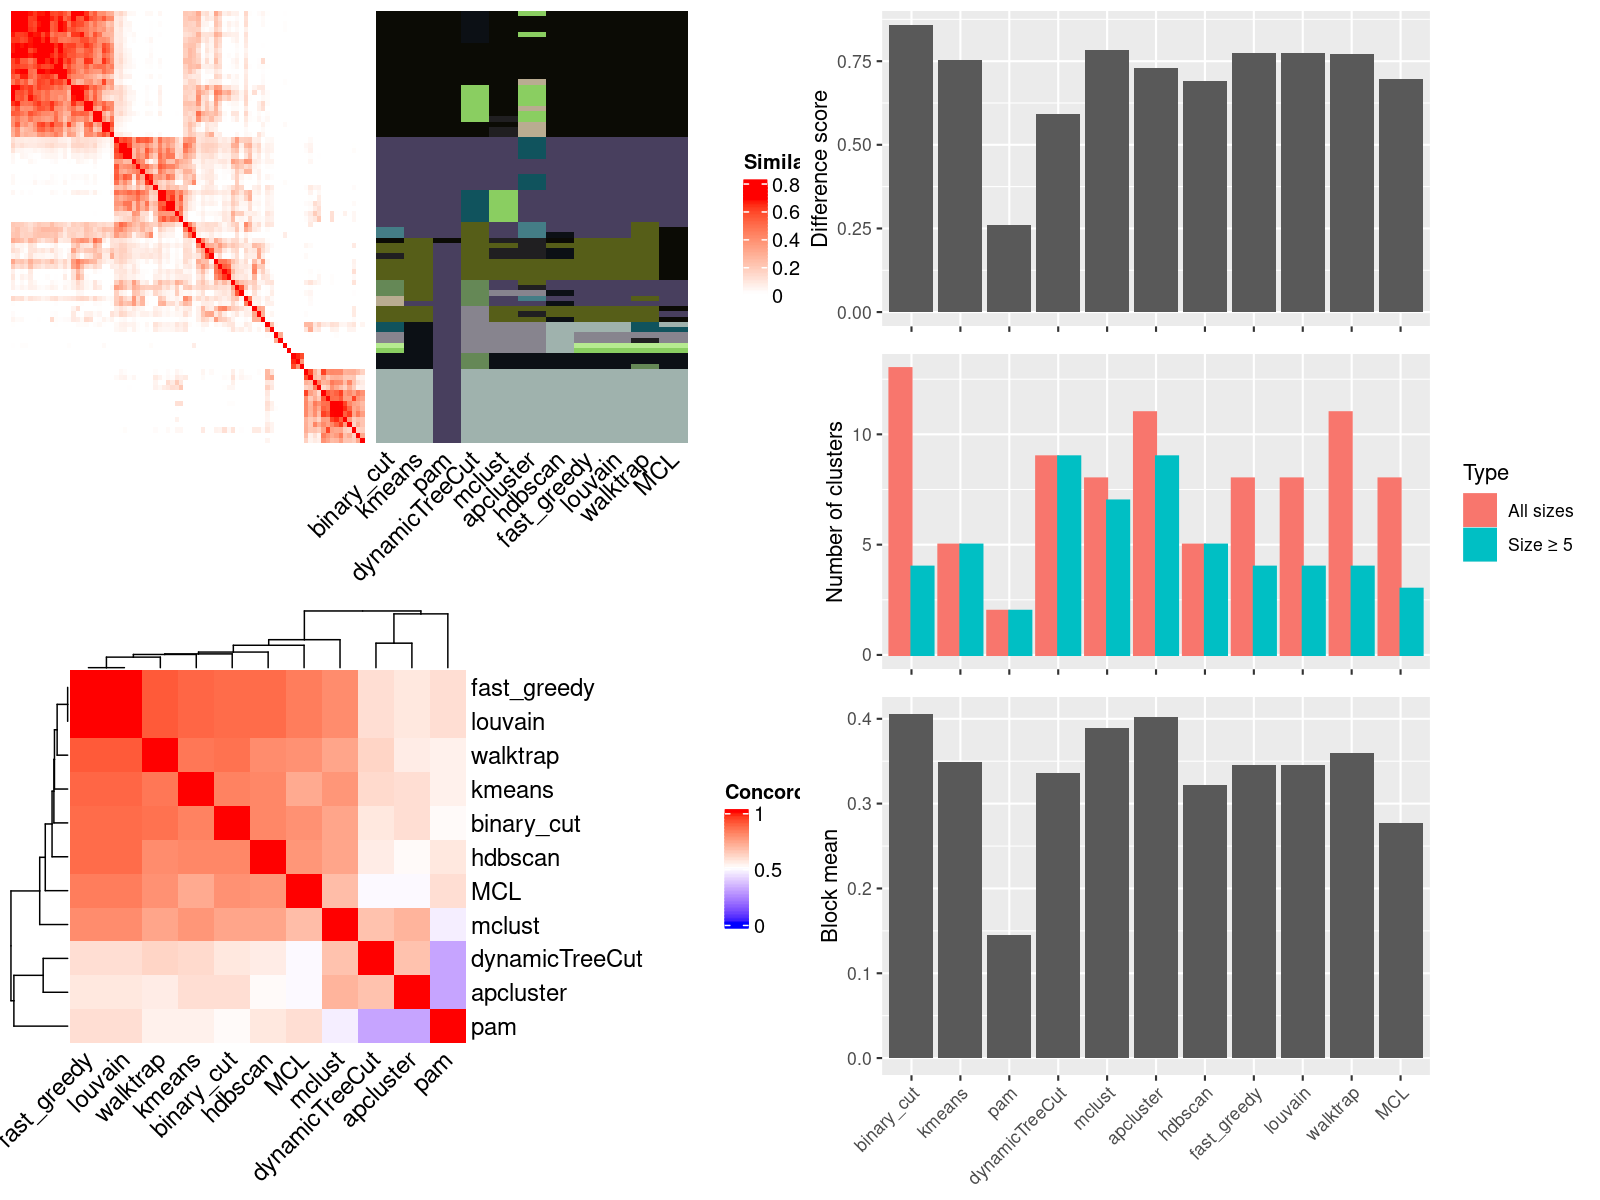 Simila
0.8
0.6
0.4
0.2
0
binary_cut
kmeans
pam
dynamicTreeCut
mclust
apcluster
hdbscan
fast_greedy
louvain
walktrap
MCL
Difference score
0.75
0.50
0.25
0.00
Number of clusters
10
5
0
Type
All sizes
Size ≥ 5
fast_greedy
louvain
walktrap
kmeans
binary_cut
hdbscan
MCL
mclust
dynamicTreeCut
apcluster
pam
fast_greedy
louvain
walktrap
kmeans
binary_cut
hdbscan
MCL
mclust
dynamicTreeCut
apcluster
pam
Concord
1
0.5
0
Block mean
0.4
0.3
0.2
0.1
0.0
binary_cut
kmeans
pam
dynamicTreeCut
mclust
apcluster
hdbscan
fast_greedy
louvain
walktrap
MCL